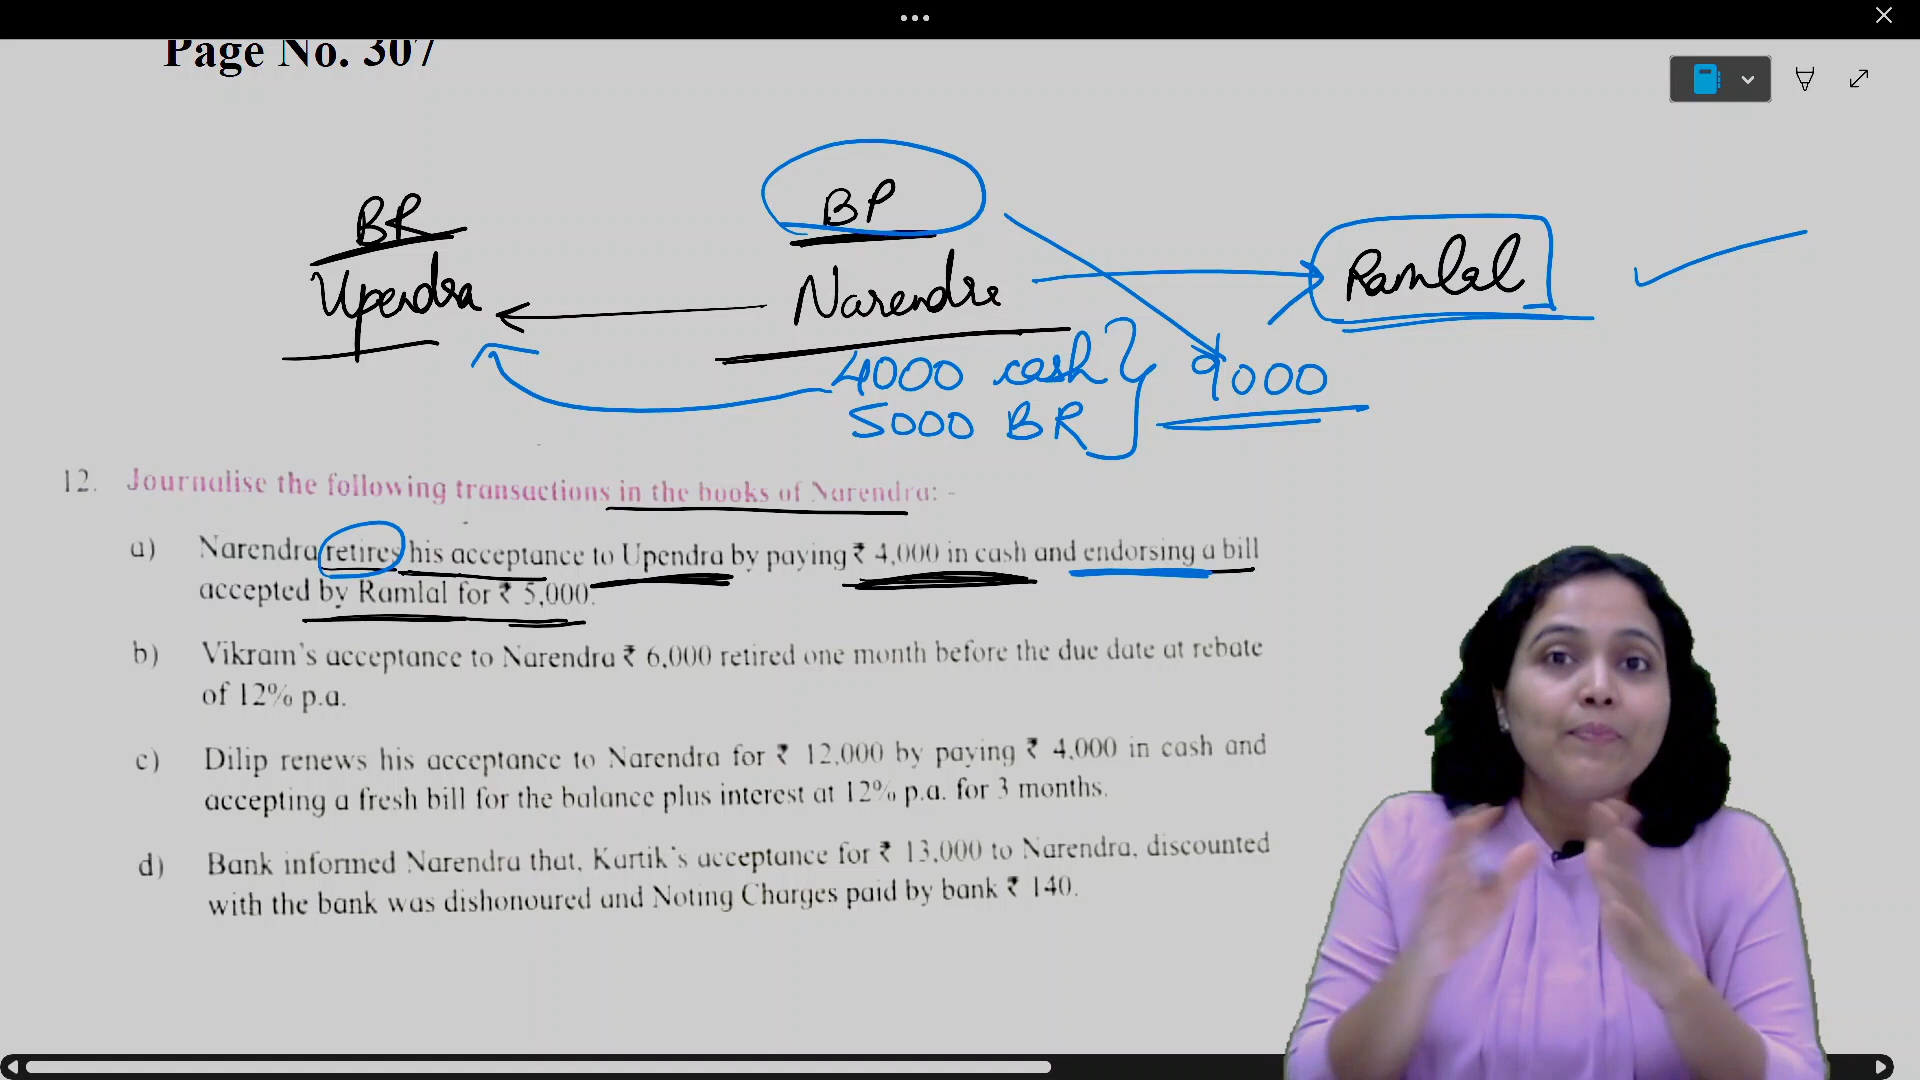 Page No. 307
BR
BP
Upendra
Narendra
Ramlal
4000 cash
9000
5000 BR
12. Journalise the following transactions in the books of Narendra: -
a) Narendra retires his acceptance to Upendra by paying ₹ 4,000 in cash and endorsing a bill
accepted by Ramlal for ₹ 5,000.
b) Vikram's acceptance to Narendra ₹ 6,000 retired one month before the due date at rebate
of 12% p.a.
c) Dilip renews his acceptance to Narendra for ₹ 12,000 by paying ₹ 4,000 in cash and
accepting a fresh bill for the balance plus interest at 12% p.a. for 3 months.
d) Bank informed Narendra that, Kartik's acceptance for ₹ 13,000 to Narendra, discounted
with the bank was dishonoured and Noting Charges paid by bank ₹ 140.